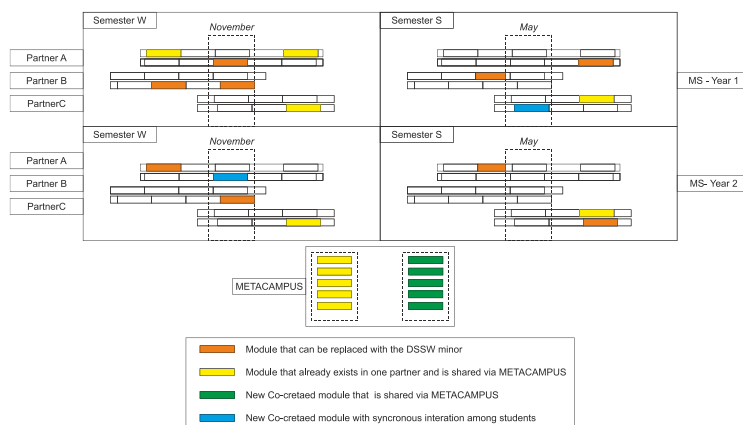 Semester W
Semester S
November
May
Partner A
Partner B
PartnerC
MS - Year 1
Semester W
Semester S
November
May
Partner A
Partner B
PartnerC
MS- Year 2
METACAMPUS
Module that can be replaced with the DSSW minor
Module that already exists in one partner and is shared via METACAMPUS
New Co-cretaed module that is shared via METACAMPUS
New Co-cretaed module with syncronous interation among students